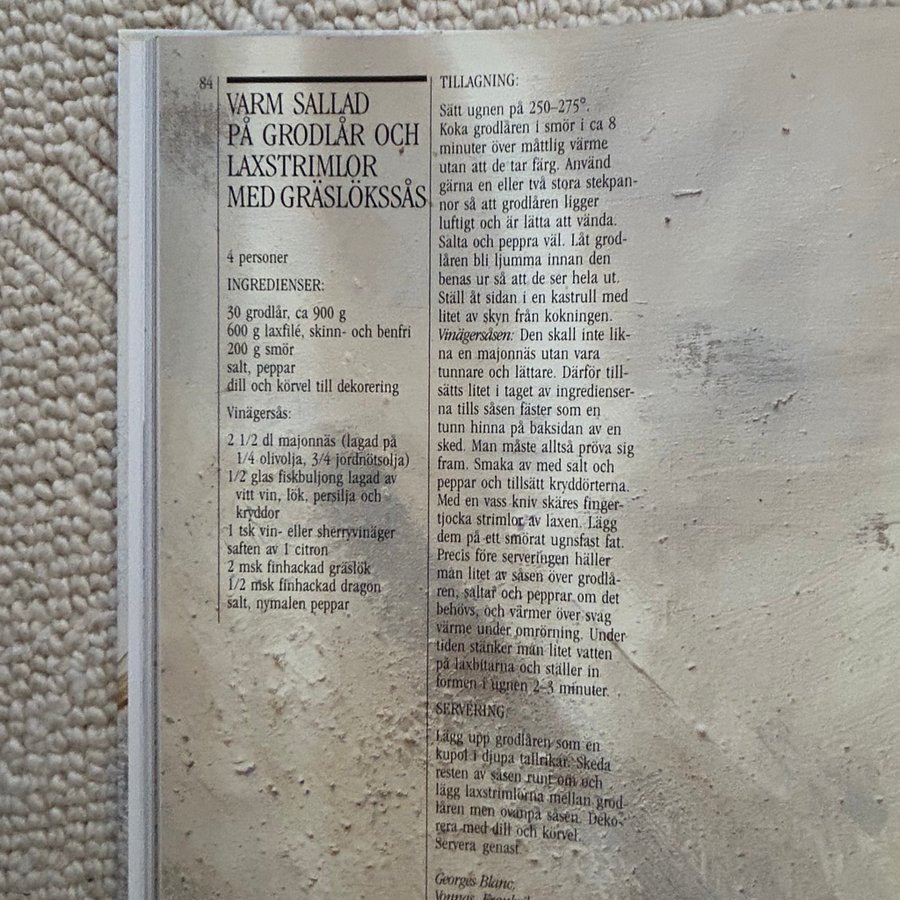 84
VARM SALLAD
PÅ GRODLÅR OCH
LAXSTRIMLOR
MED GRÄSLÖKSSÅS
4 personer
INGREDIENSER:
30 grodlår, ca 900 g
600 g laxfilé, skinn- och benfri
200 g smör
salt, peppar
dill och körvel till dekorering
Vinägersås:
2 1/2 dl majonnäs (lagad på
1/4 olivolja, 3/4 jordnötsolja)
1/2 glas fiskbuljong lagad av
vitt vin, lök, persilja och
kryddor
1 tsk vin- eller sherryvinäger
saften av 1 citron
2 msk finhackad gräslök
1/2 msk finhackad dragon
salt, nymalen peppar
TILLAGNING:
Sätt ugnen på 250–275°.
Koka grodlåren i smör i ca 8
minuter över måttlig värme
utan att de tar färg. Använd
gärna en eller två stora stekpan-
nor så att grodlåren ligger
luftigt och är lätta att vända.
Salta och peppra väl. Låt grod-
låren bli ljumma innan den
benas ur så att de ser hela ut.
Ställ åt sidan i en kastrull med
litet av skyn från kokningen.
Vinägersåsen: Den skall inte lik-
na en majonnäs utan vara
tunnare och lättare. Därför till-
sätts litet i taget av ingredienser-
na tills såsen fäster som en
tunn hinna på baksidan av en
sked. Man måste alltså pröva sig
fram. Smaka av med salt och
peppar och tillsätt kryddörterna.
Med en vass kniv skäres finger-
tjocka strimlor av laxen. Lägg
dem på ett smörat ugnsfast fat.
Precis före serveringen häller
man litet av såsen över grodlå-
ren, saltar och pepprar om det
behövs, och värmer över svag
värme under omrörning. Under
tiden stänker man litet vatten
på laxbitarna och ställer in
formen i ugnen 2–3 minuter.
SERVERING:
Lägg upp grodlåren som en
kupol i djupa tallrikar. Skeda
resten av såsen runt om och
lägg laxstrimlorna mellan grod-
låren men ovanpå såsen. Deko-
rera med dill och körvel.
Servera genast.
Georges Blanc,